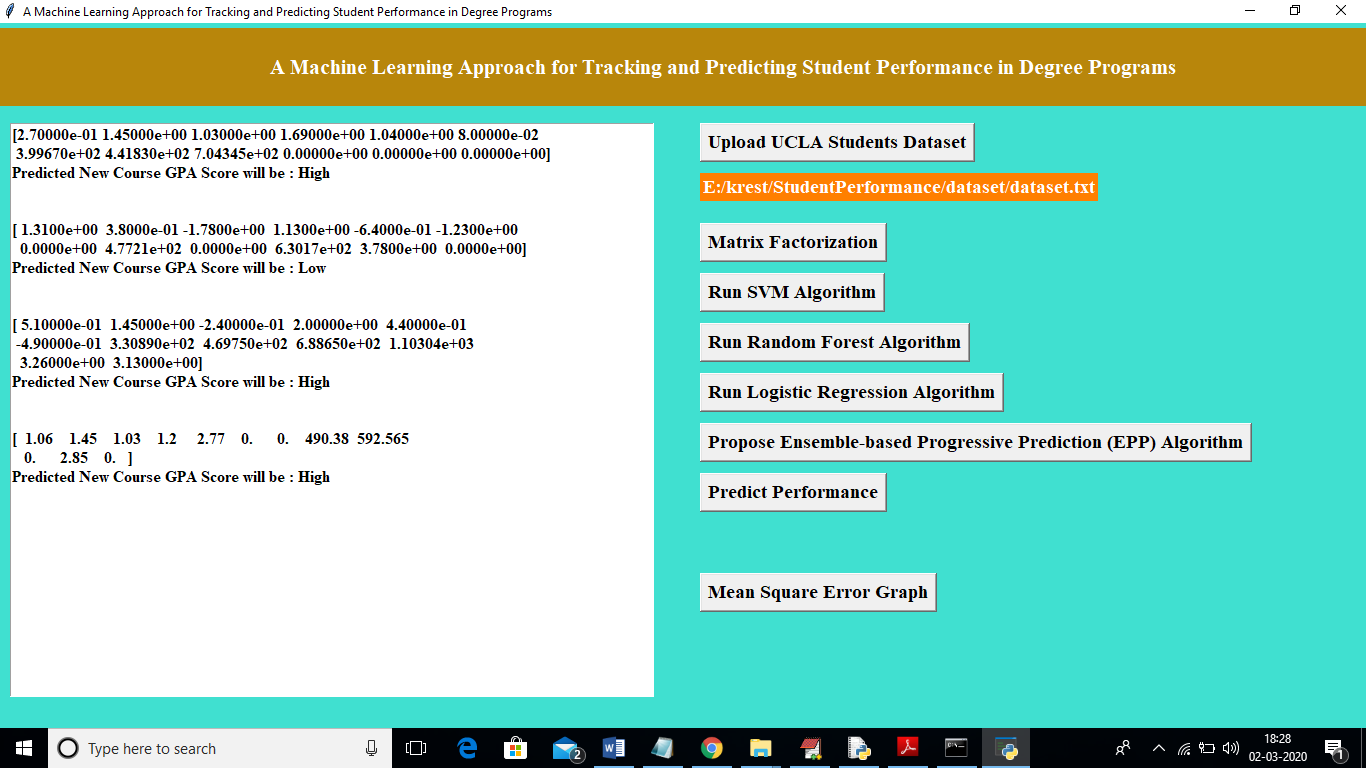 A Machine Learning Approach for Tracking and Predicting Student Performance in Degree Programs
A Machine Learning Approach for Tracking and Predicting Student Performance in Degree Programs
[2.70000e-01 1.45000e+00 1.03000e+00 1.69000e+00 1.04000e+00 8.00000e-02
3.99670e+02 4.41830e+02 7.04345e+02 0.00000e+00 0.00000e+00 0.00000e+00]
Predicted New Course GPA Score will be : High
[ 1.3100e+00 3.8000e-01 -1.7800e+00 1.1300e+00 -6.4000e-01 -1.2300e+00
0.0000e+00 4.7721e+02 0.0000e+00 6.3017e+02 3.7800e+00 0.0000e+00]
Predicted New Course GPA Score will be : Low
[ 5.10000e-01 1.45000e+00 -2.40000e-01 2.00000e+00 4.40000e-01
-4.90000e-01 3.30890e+02 4.69750e+02 6.88650e+02 1.10304e+03
3.26000e+00 3.13000e+00]
Predicted New Course GPA Score will be : High
[ 1.06 1.45 1.03 1.2 2.77 0. 0. 490.38 592.565
0. 2.85 0. ]
Predicted New Course GPA Score will be : High
Upload UCLA Students Dataset
E:/krest/StudentPerformance/dataset/dataset.txt
Matrix Factorization
Run SVM Algorithm
Run Random Forest Algorithm
Run Logistic Regression Algorithm
Propose Ensemble-based Progressive Prediction (EPP) Algorithm
Predict Performance
Mean Square Error Graph
Type here to search
2
18:28
02-03-2020
1